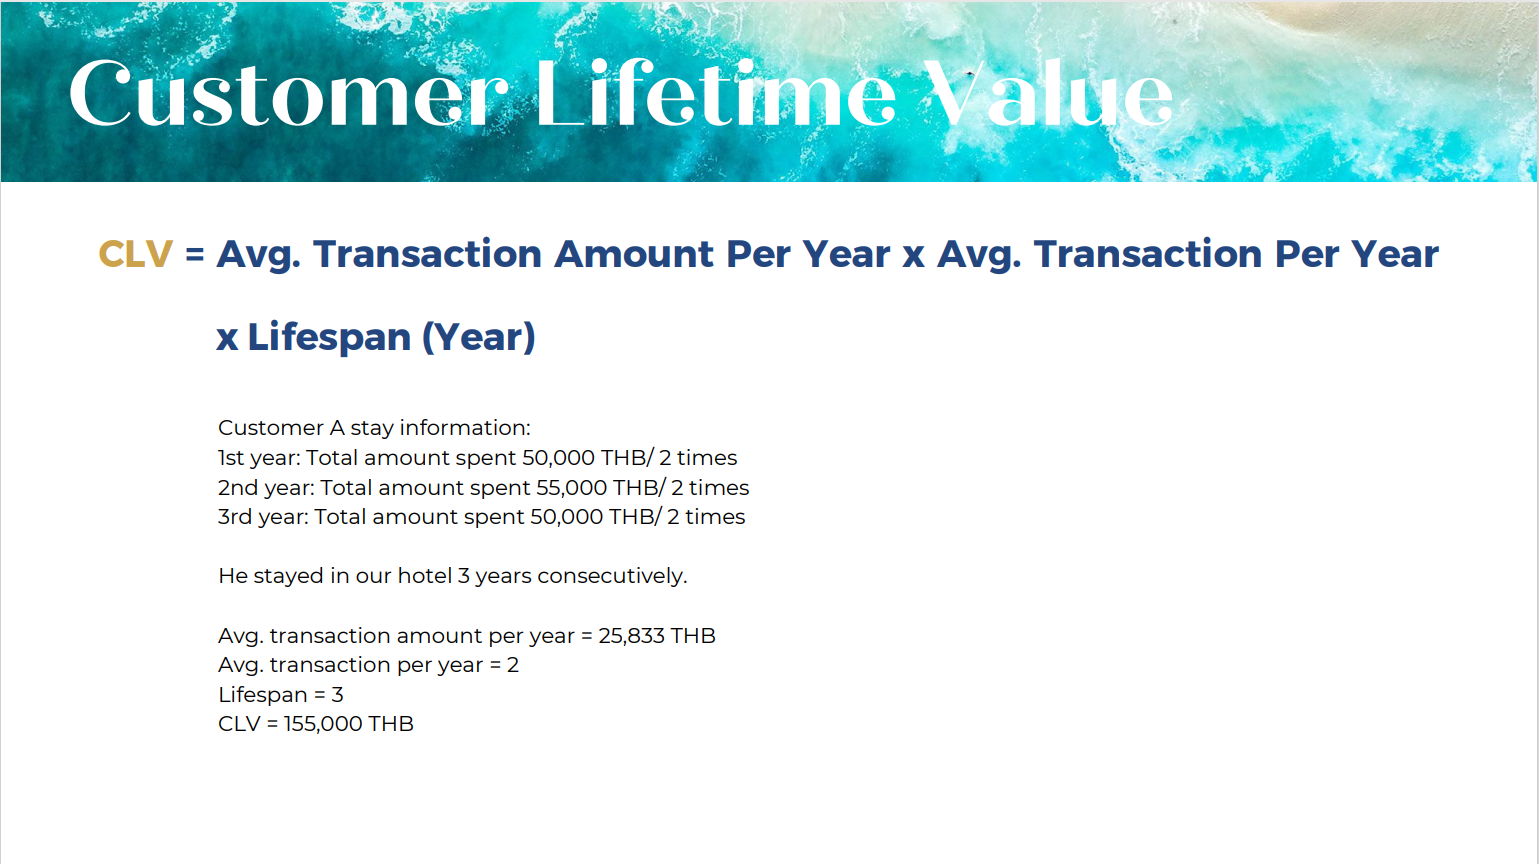 Customer Lifetime Value
CLV = Avg. Transaction Amount Per Year x Avg. Transaction Per Year
x Lifespan (Year)
Customer A stay information:
1st year: Total amount spent 50,000 THB/ 2 times
2nd year: Total amount spent 55,000 THB/ 2 times
3rd year: Total amount spent 50,000 THB/ 2 times
He stayed in our hotel 3 years consecutively.
Avg. transaction amount per year = 25,833 THB
Avg. transaction per year = 2
Lifespan = 3
CLV = 155,000 THB